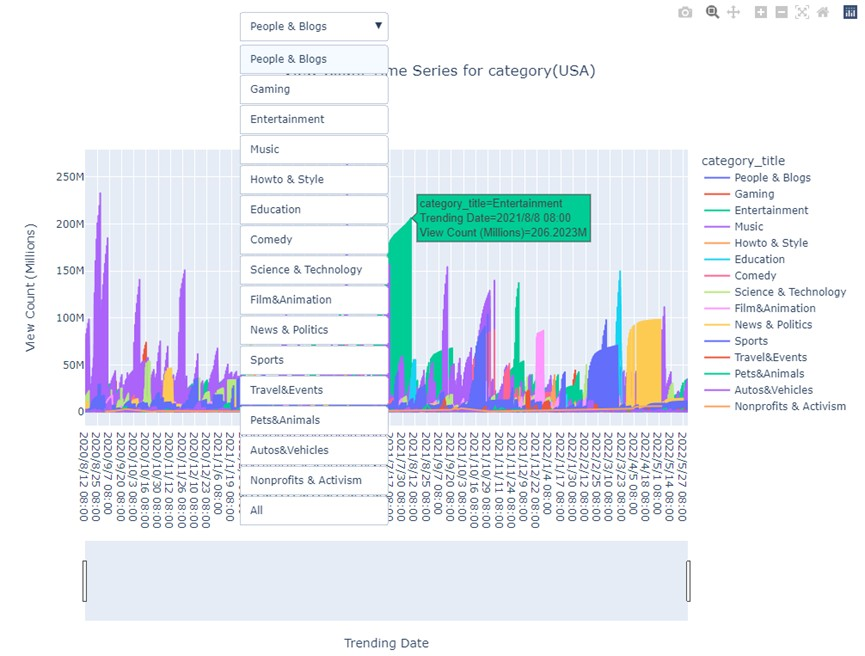 People & Blogs ▼
People & Blogs
me Series for category(USA)
Gaming
Entertainment
Music
Howto & Style
Education
Comedy
Science & Technology
Film&Animation
News & Politics
Sports
Travel&Events
Pets&Animals
Autos&Vehicles
Nonprofits & Activism
All
View Count (Millions)
250M
200M
150M
100M
50M
0
category_title=Entertainment
Trending Date=2021/8/8 08:00
View Count (Millions)=206.2023M
category_title
People & Blogs
Gaming
Entertainment
Music
Howto & Style
Education
Comedy
Science & Technology
Film&Animation
News & Politics
Sports
Travel&Events
Pets&Animals
Autos&Vehicles
Nonprofits & Activism
2020/8/12 08:00
2020/8/25 08:00
2020/9/7 08:00
2020/9/20 08:00
2020/10/3 08:00
2020/10/16 08:00
2020/10/30 08:00
2020/11/12 08:00
2020/11/26 08:00
2020/12/10 08:00
2020/12/23 08:00
2021/1/6 08:00
2021/1/19 08:00
2021/7/30 08:00
2021/8/12 08:00
2021/8/25 08:00
2021/9/7 08:00
2021/9/20 08:00
2021/10/3 08:00
2021/10/16 08:00
2021/10/29 08:00
2021/11/11 08:00
2021/11/24 08:00
2021/12/9 08:00
2021/12/22 08:00
2022/1/4 08:00
2022/1/17 08:00
2022/1/30 08:00
2022/2/12 08:00
2022/2/25 08:00
2022/3/10 08:00
2022/3/23 08:00
2022/4/5 08:00
2022/4/18 08:00
2022/5/1 08:00
2022/5/14 08:00
2022/5/27 08:00
Trending Date